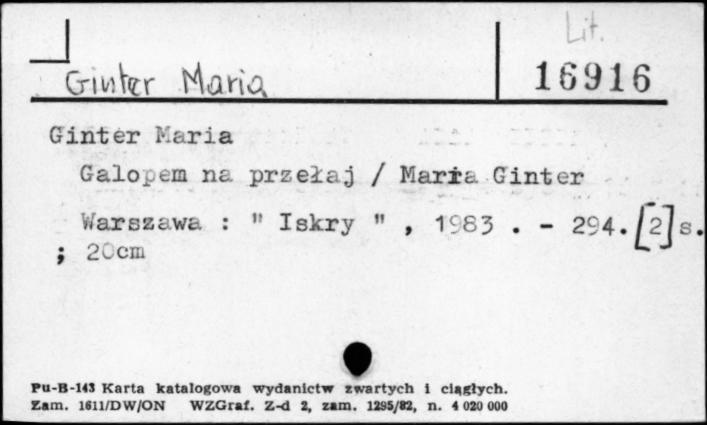 Lit.
Ginter Maria
16916
Ginter Maria
Galopem na przełaj / Maria Ginter
Warszawa : " Iskry " , 1983 . - 294.[2]s.
; 20cm
Pu-B-143 Karta katalogowa wydanictw zwartych i ciągłych.
Zam. 1611/DW/ON WZGraf. Z-d 2, zam. 1295/82, n. 4 020 000